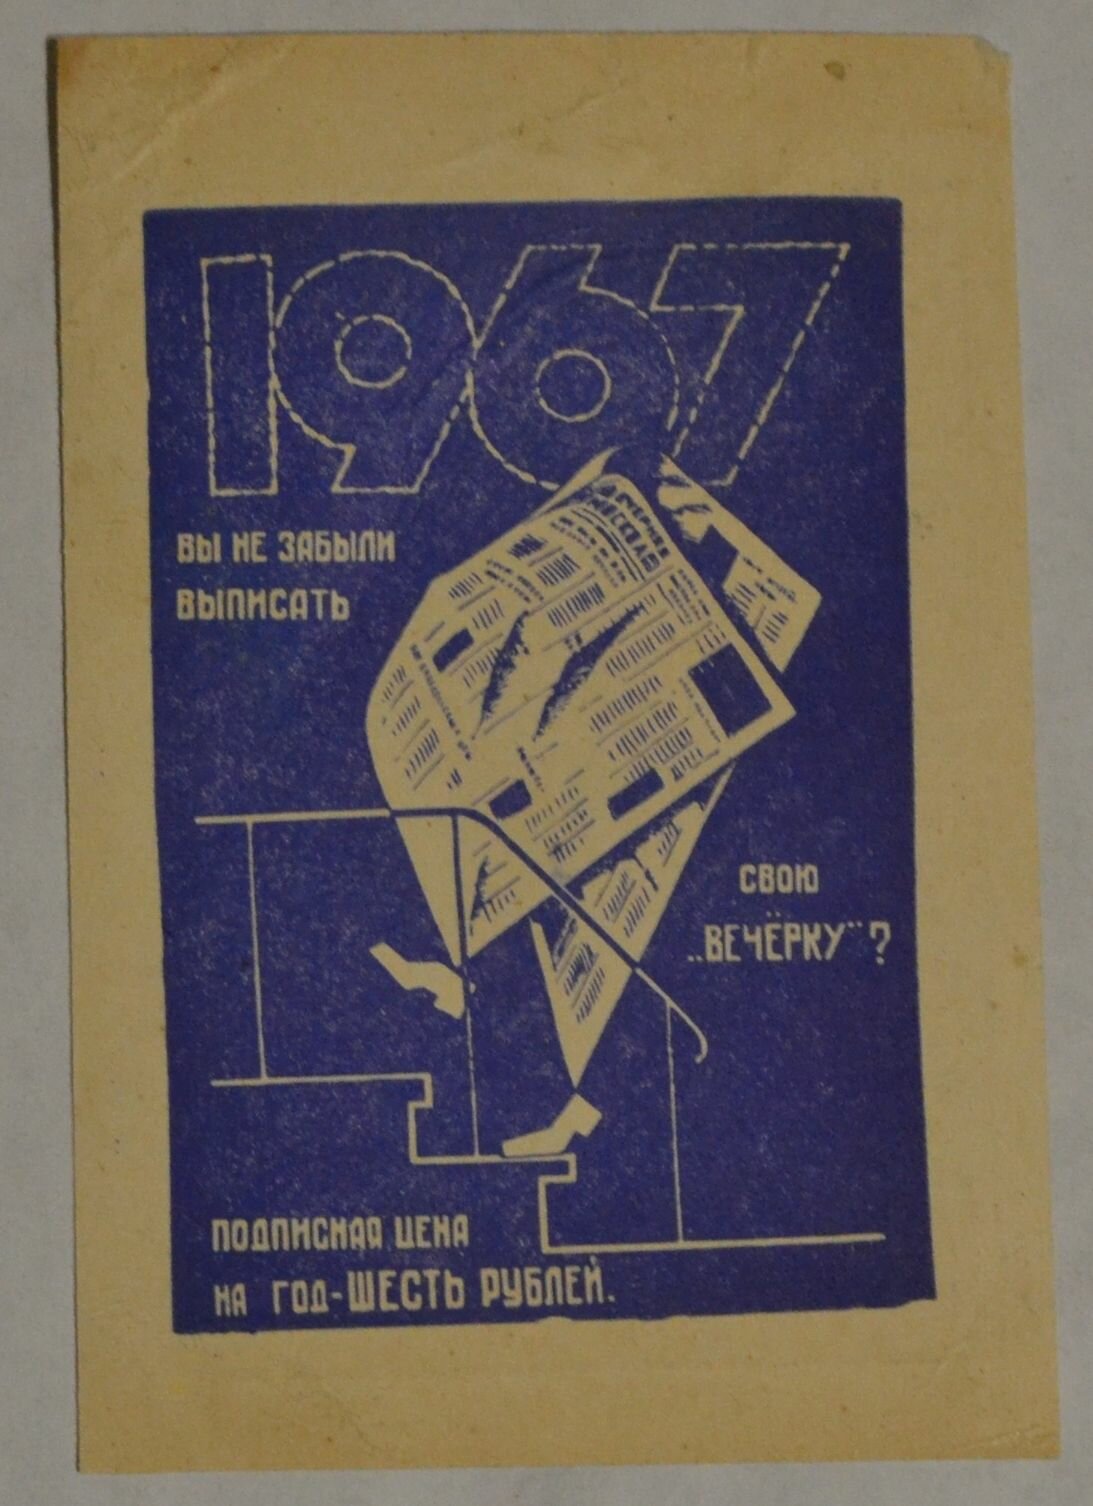 1967
ВЫ НЕ ЗАБЫЛИ
ВЫПИСАТЬ
СВОЮ
„ВЕЧЁРКУ“?
ПОДПИСНАЯ ЦЕНА
НА ГОД-ШЕСТЬ РУБЛЕЙ.